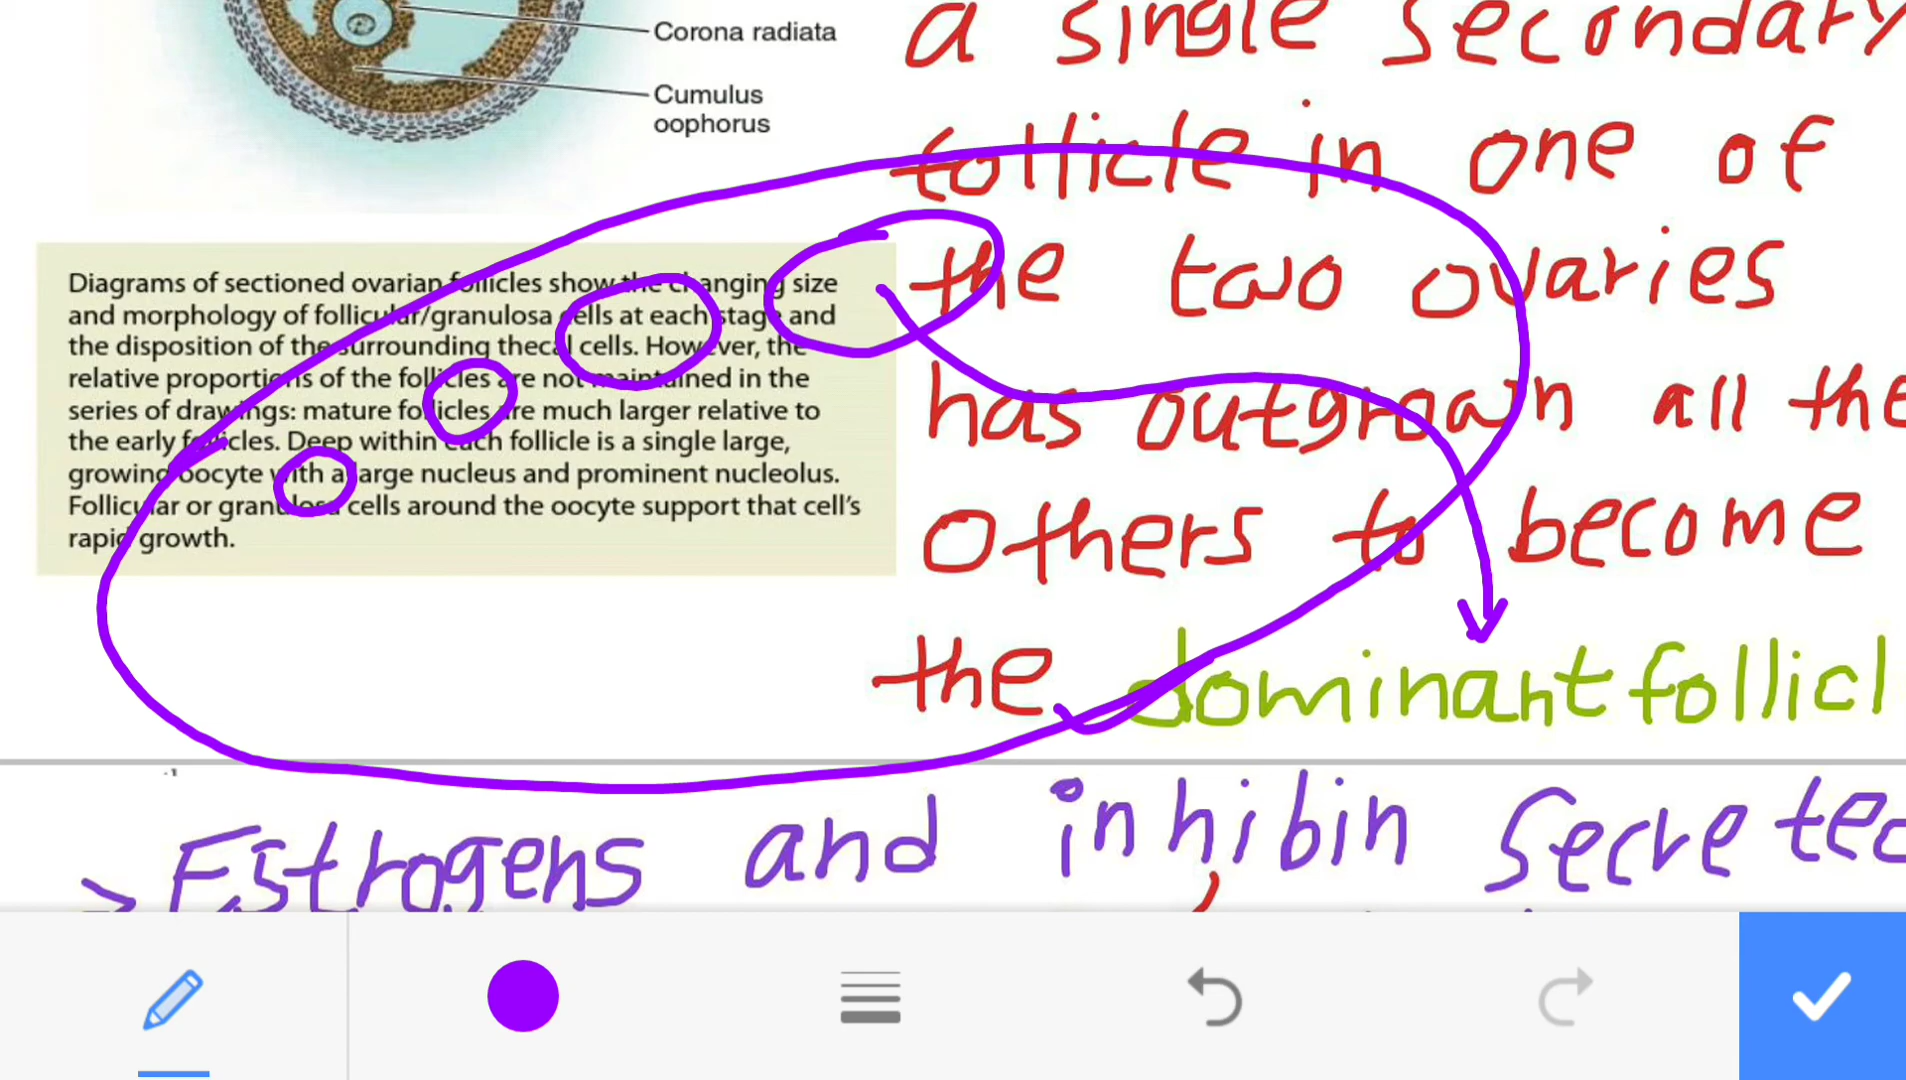 Corona radiata
Cumulus
oophorus
Diagrams of sectioned ovarian follicles show the changing size
and morphology of follicular/granulosa cells at each stage and
the disposition of the surrounding thecal cells. However, the
relative proportions of the follicles are not maintained in the
series of drawings: mature follicles are much larger relative to
the early follicles. Deep within each follicle is a single large,
growing oocyte with a large nucleus and prominent nucleolus.
Follicular or granulosa cells around the oocyte support that cell's
rapid growth.
a single secondary
follicle in one of
the two ovaries
has outgrown all the
others to become
the dominant follicl
> Estrogens and inhibin secreted